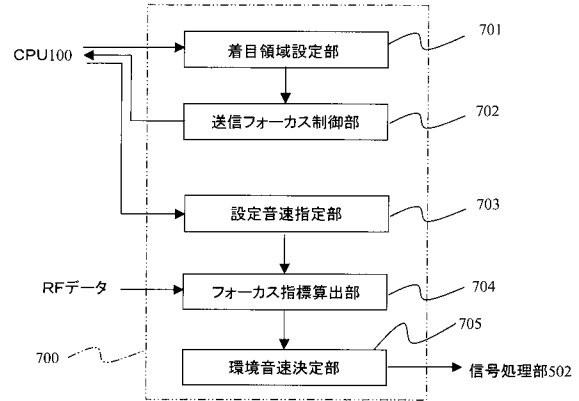 着目領域設定部
701
CPU100
送信フォーカス制御部
702
設定音速指定部
703
RFデータ
フォーカス指標算出部
704
705
700
環境音速決定部
信号処理部502